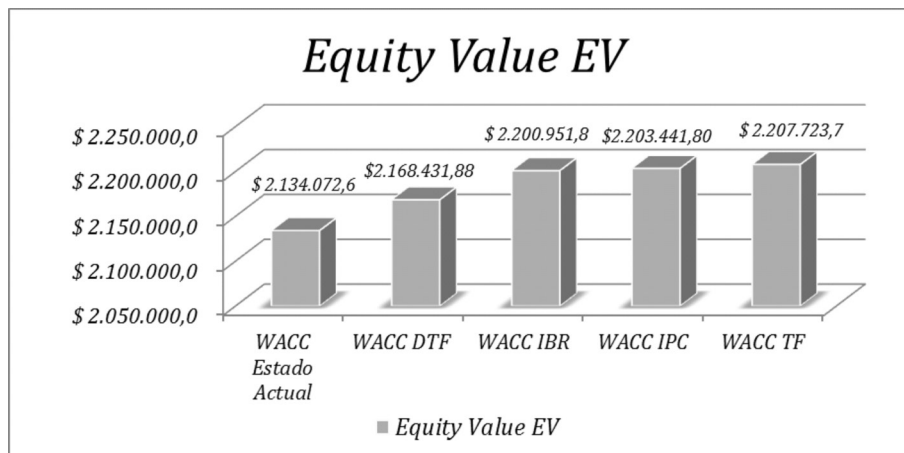 Equity Value EV
$ 2.250.000,0
$ 2.200.000,0
$ 2.150.000,0
$ 2.100.000,0
$ 2.050.000,0
$ 2.134.072,6
$2.168.431,88
$ 2.200.951,8
$2.203.441,80
$ 2.207.723,7
WACC
Estado
Actual
WACC DTF
WACC IBR
WACC IPC
WACC TF
Equity Value EV